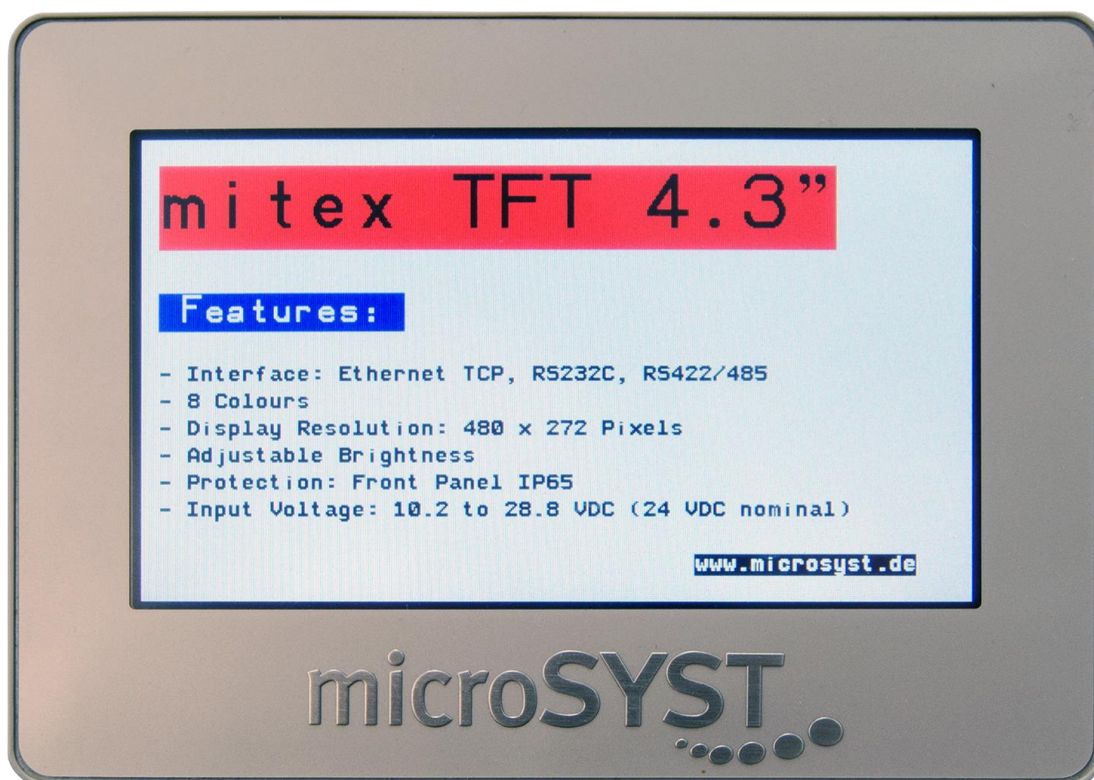 mitex TFT 4.3”
Features:
- Interface: Ethernet TCP, RS232C, RS422/485
- 8 Colours
- Display Resolution: 480 x 272 Pixels
- Adjustable Brightness
- Protection: Front Panel IP65
- Input Voltage: 10.2 to 28.8 VDC (24 VDC nominal)
www.microsyst.de
microSYST